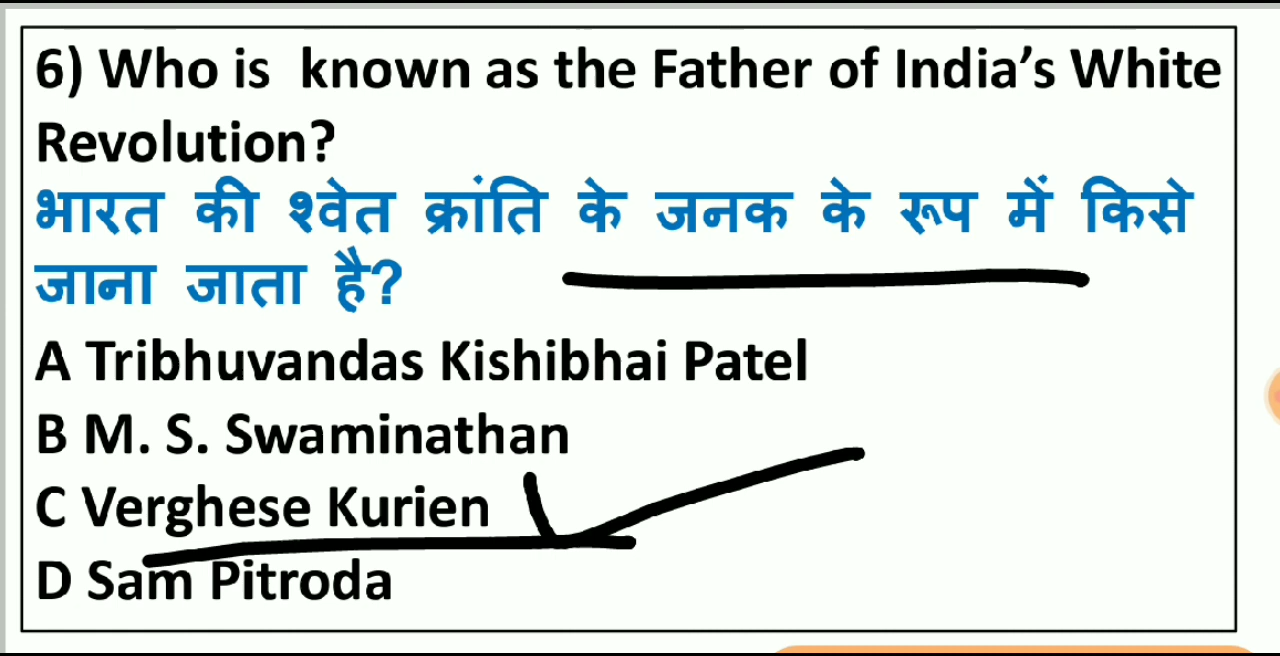 6) Who is known as the Father of India’s White
Revolution?
भारत की श्वेत क्रांति के जनक के रूप में किसे
जाना जाता है?
A Tribhuvandas Kishibhai Patel
B M. S. Swaminathan
C Verghese Kurien
D Sam Pitroda